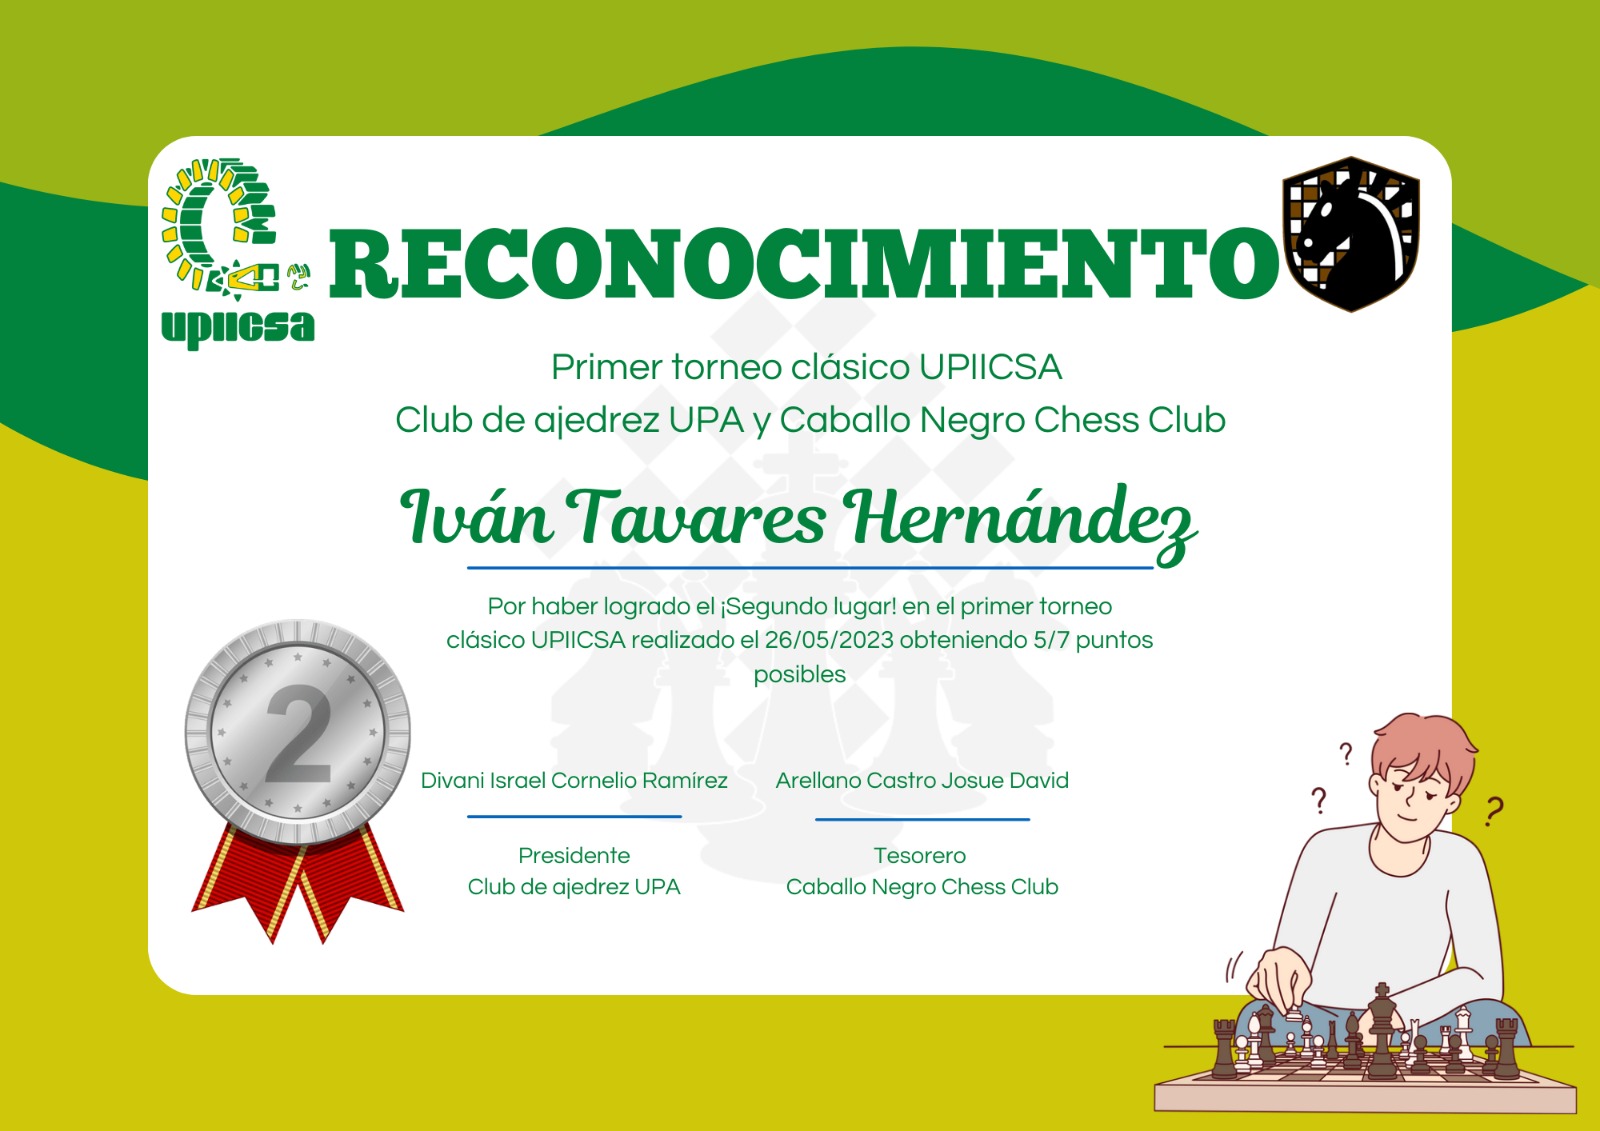 upiicsa
RECONOCIMIENTO
Primer torneo clásico UPIICSA
Club de ajedrez UPA y Caballo Negro Chess Club
Iván Tavares Hernández
Por haber logrado el ¡Segundo lugar! en el primer torneo
clásico UPIICSA realizado el 26/05/2023 obteniendo 5/7 puntos
posibles
2
Divani Israel Cornelio Ramírez
Arellano Castro Josue David
Presidente
Club de ajedrez UPA
Tesorero
Caballo Negro Chess Club
?
?
?